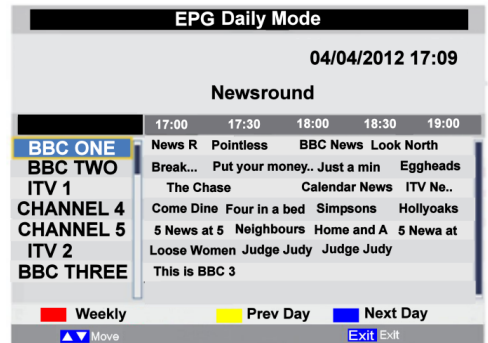 EPG Daily Mode
04/04/2012 17:09
Newsround
17:00 17:30 18:00 18:30 19:00
BBC ONE News R Pointless BBC News Look North
BBC TWO Break... Put your money.. Just a min Eggheads
ITV 1 The Chase Calendar News ITV Ne..
CHANNEL 4 Come Dine Four in a bed Simpsons Hollyoaks
CHANNEL 5 5 News at 5 Neighbours Home and A 5 Newa at
ITV 2 Loose Women Judge Judy Judge Judy
BBC THREE This is BBC 3
Weekly Prev Day Next Day
Move Exit Exit